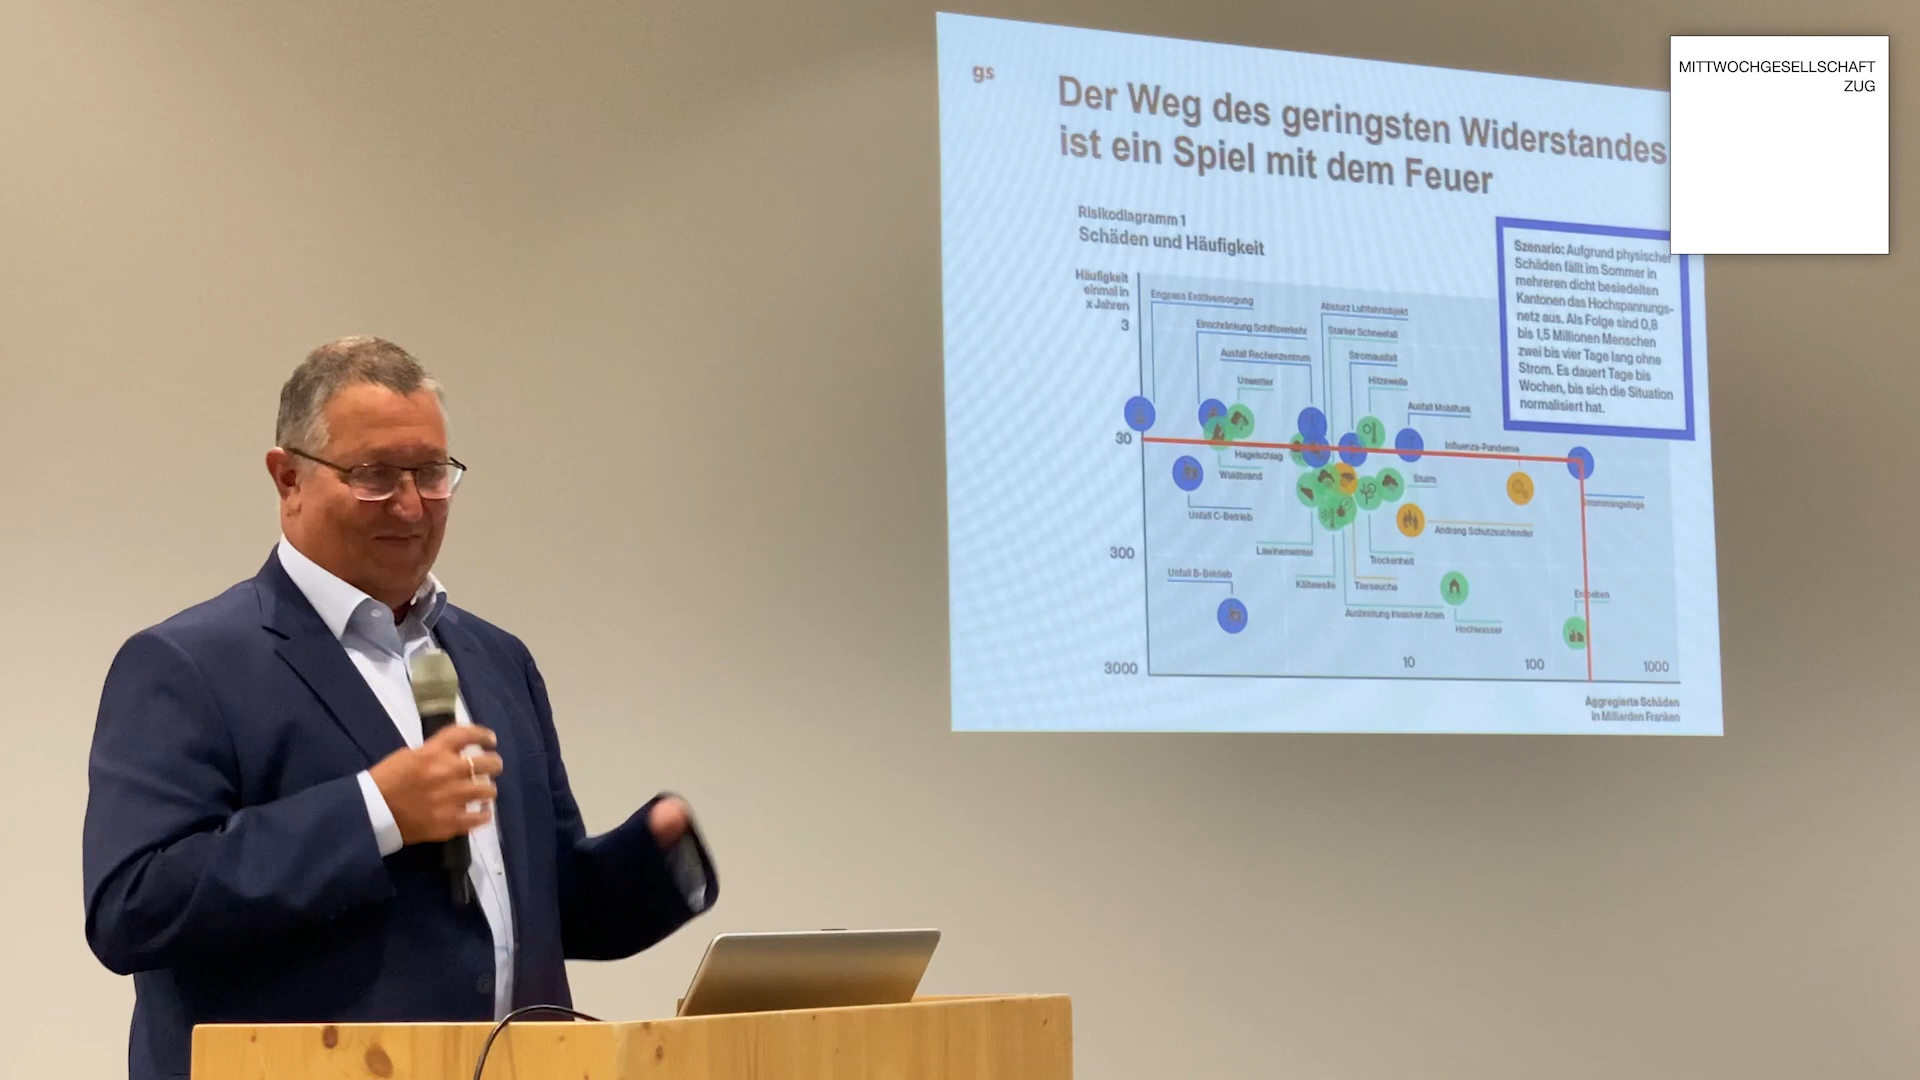 MITTWOCHGESELLSCHAFT
ZUG
gs
Der Weg des geringsten Widerstandes
ist ein Spiel mit dem Feuer
Risikodiagramm 1
Schäden und Häufigkeit
Häufigkeit
einmal in
x Jahren
3
30
300
3000
Engpass Erdölversorgung
Einschränkung Schiffsverkehr
Ausfall Rechenzentrum
Unwetter
Absturz Luftfahrtobjekt
Starker Schneefall
Stromausfall
Hitzewelle
Ausfall Mobilfunk
Influenza-Pandemie
Hagelschlag
Waldbrand
Sturm
Strommangellage
Unfall C-Betrieb
Andrang Schutzsuchender
Lawinenwinter
Trockenheit
Unfall B-Betrieb
Kältewelle
Tierseuche
Erdbeben
Ausbreitung invasiver Arten
Hochwasser
10
100
1000
Aggregierte Schäden
in Milliarden Franken
Szenario: Aufgrund physischer
Schäden fällt im Sommer in
mehreren dicht besiedelten
Kantonen das Hochspannungs-
netz aus. Als Folge sind 0,8
bis 1,5 Millionen Menschen
zwei bis vier Tage lang ohne
Strom. Es dauert Tage bis
Wochen, bis sich die Situation
normalisiert hat.